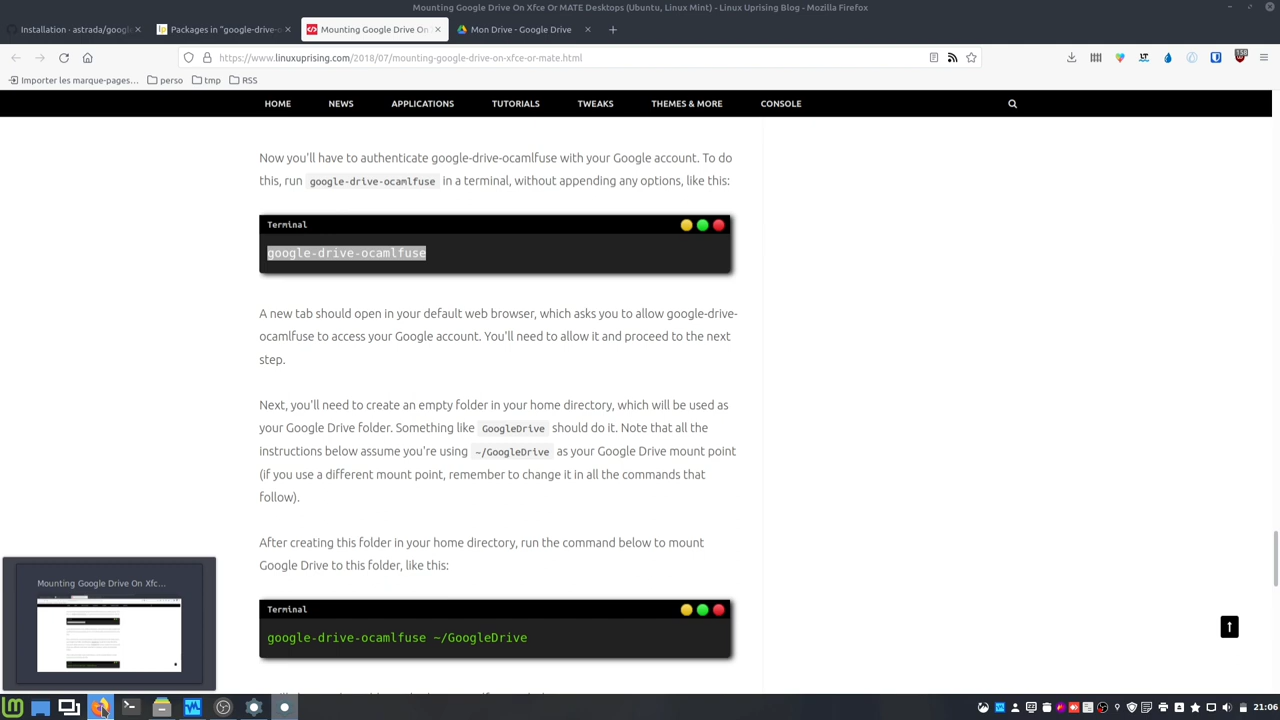 Mounting Google Drive On Xfce Or MATE Desktops (Ubuntu, Linux Mint) - Linux Uprising Blog - Mozilla Firefox
Installation · astrada/googl
Packages in "google-drive-o
Mounting Google Drive On
Mon Drive - Google Drive
https://www.linuxuprising.com/2018/07/mounting-google-drive-on-xfce-or-mate.html
158
Importer les marque-pages...
perso
tmp
RSS
HOME NEWS APPLICATIONS TUTORIALS TWEAKS THEMES & MORE CONSOLE
Now you'll have to authenticate google-drive-ocamlfuse with your Google account. To do
this, run google-drive-ocamlfuse in a terminal, without appending any options, like this:
Terminal
google-drive-ocamlfuse
A new tab should open in your default web browser, which asks you to allow google-drive-
ocamlfuse to access your Google account. You'll need to allow it and proceed to the next
step.
Next, you'll need to create an empty folder in your home directory, which will be used as
your Google Drive folder. Something like GoogleDrive should do it. Note that all the
instructions below assume you're using ~/GoogleDrive as your Google Drive mount point
(if you use a different mount point, remember to change it in all the commands that
follow).
After creating this folder in your home directory, run the command below to mount
Google Drive to this folder, like this:
Terminal
google-drive-ocamlfuse ~/GoogleDrive
Mounting Google Drive On Xfc...
21:06